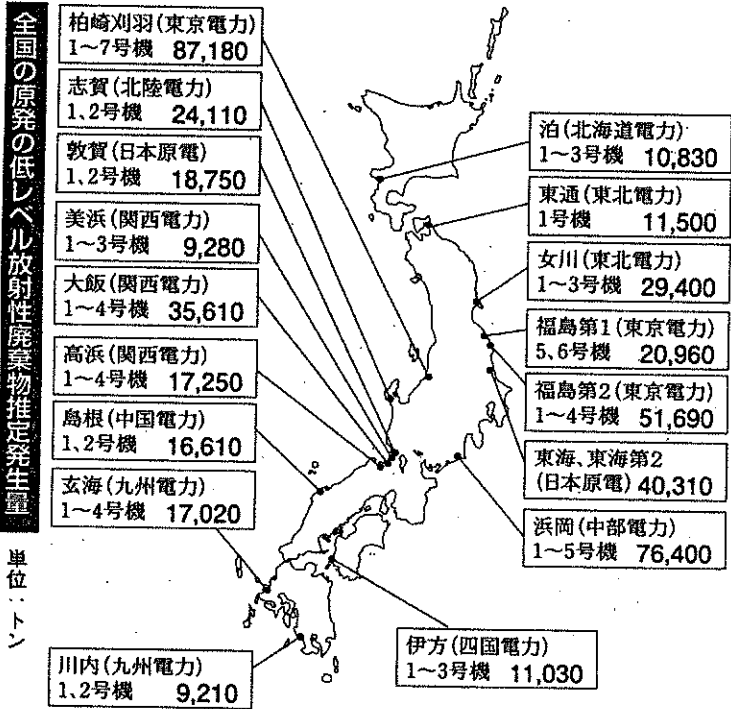 全国の原発の低レベル放射性廃棄物推定発生量
単位:トン
柏崎刈羽(東京電力)
1〜7号機 87,180
志賀(北陸電力)
1、2号機 24,110
敦賀(日本原電)
1、2号機 18,750
美浜(関西電力)
1〜3号機 9,280
大飯(関西電力)
1〜4号機 35,610
高浜(関西電力)
1〜4号機 17,250
島根(中国電力)
1、2号機 16,610
玄海(九州電力)
1〜4号機 17,020
川内(九州電力)
1、2号機 9,210
泊(北海道電力)
1〜3号機 10,830
東通(東北電力)
1号機 11,500
女川(東北電力)
1〜3号機 29,400
福島第1(東京電力)
5、6号機 20,960
福島第2(東京電力)
1〜4号機 51,690
東海、東海第2
(日本原電) 40,310
浜岡(中部電力)
1〜5号機 76,400
伊方(四国電力)
1〜3号機 11,030